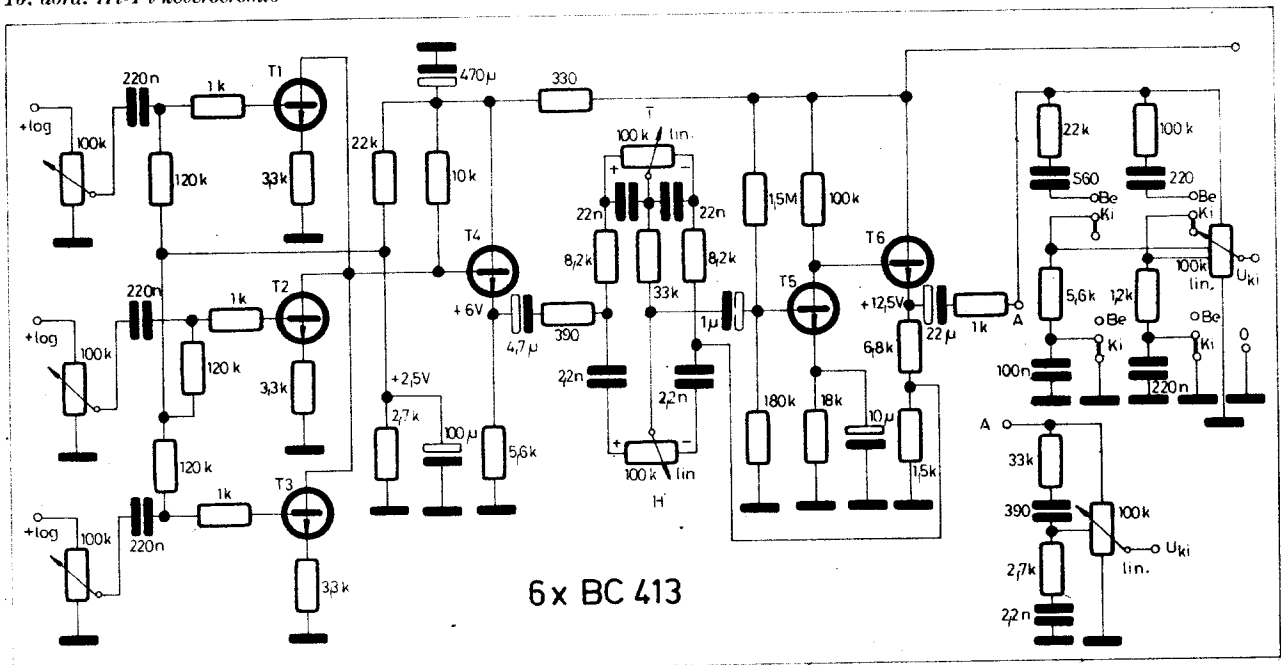 220n
1k
T1
+log
100k
120k
3,3k
470µ
22k
10k
330
T
100k
lin.
+
−
22n
22n
8,2k
33k
8,2k
T4
+6V
4,7µ
390
2,2n
2,2n
+
−
100k
lin
H
1µ
1,5M
100k
T5
T6
+12,5V
22µ
1k
A
6,8k
1,5k
180k
18k
10µ
220n
1k
T2
+log
100k
120k
3,3k
+2,5V
2,7k
100µ
5,6k
120k
220n
1k
T3
+log
100k
3,3k
22k
100k
560
220
Be
Ki
Be
Ki
100k
lin.
Uki
5,6k
1,2k
Be
Ki
Be
Ki
100n
220n
0
A
33k
390
100k
lin.
Uki
2,7k
2,2n
6x BC 413